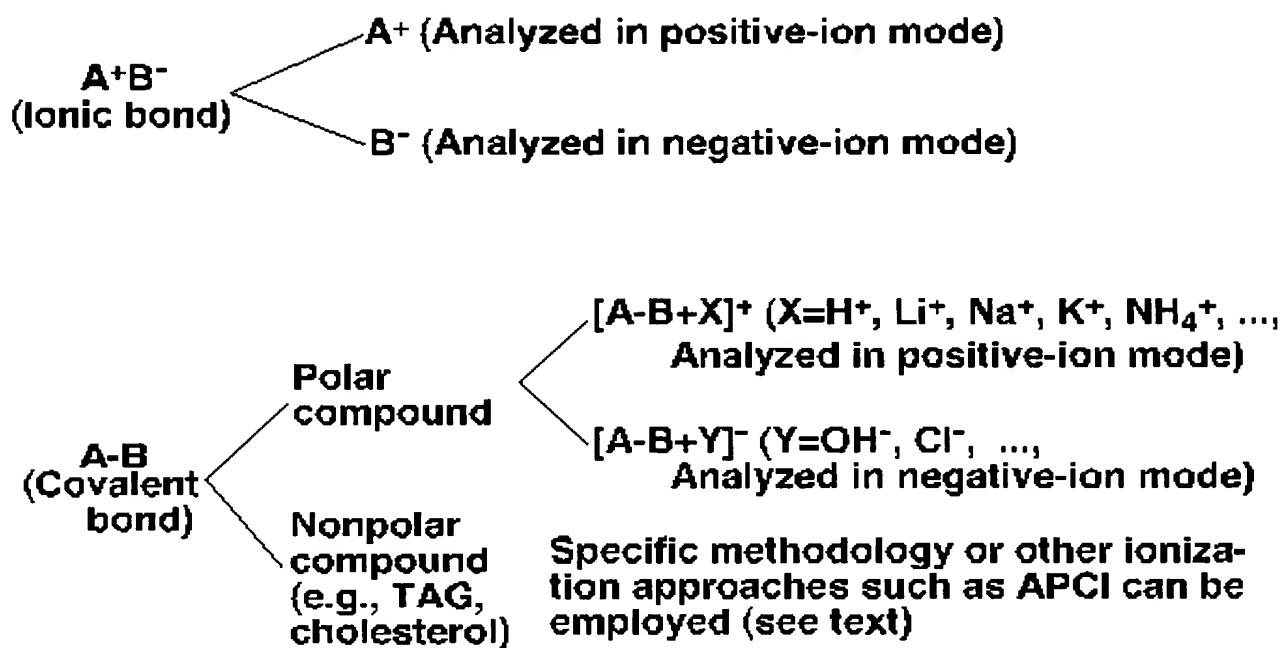 A⁺ (Analyzed in positive-ion mode)
A⁺B⁻
(Ionic bond)
B⁻ (Analyzed in negative-ion mode)
[A-B+X]⁺ (X=H⁺, Li⁺, Na⁺, K⁺, NH₄⁺, ...,
Analyzed in positive-ion mode)
Polar
compound
[A-B+Y]⁻ (Y=OH⁻, Cl⁻, ...,
Analyzed in negative-ion mode)
A-B
(Covalent
bond)
Nonpolar
compound
(e.g., TAG,
cholesterol)
Specific methodology or other ioniza-
tion approaches such as APCI can be
employed (see text)